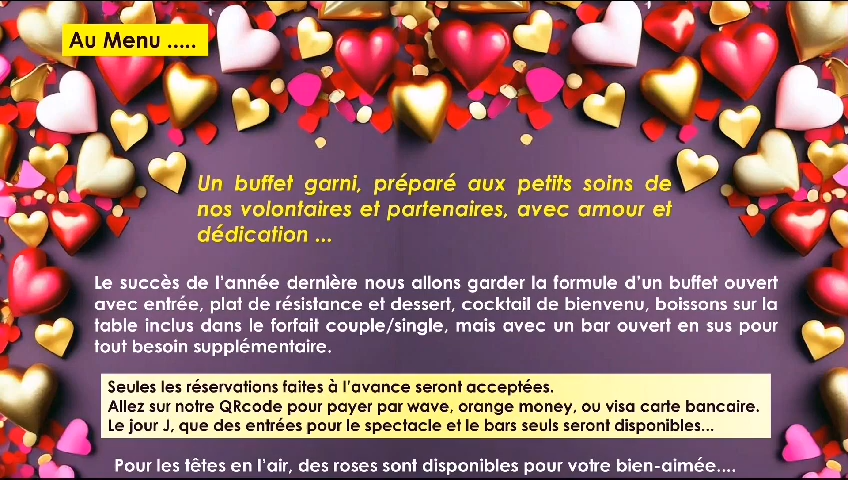 Au Menu .....
Un buffet garni, préparé aux petits soins de
nos volontaires et partenaires, avec amour et
dédication ...
Le succès de l'année dernière nous allons garder la formule d'un buffet ouvert
avec entrée, plat de résistance et dessert, cocktail de bienvenu, boissons sur la
table inclus dans le forfait couple/single, mais avec un bar ouvert en sus pour
tout besoin supplémentaire.
Seules les réservations faites à l'avance seront acceptées.
Allez sur notre QRcode pour payer par wave, orange money, ou visa carte bancaire.
Le jour J, que des entrées pour le spectacle et le bars seuls seront disponibles...
Pour les têtes en l'air, des roses sont disponibles pour votre bien-aimée....